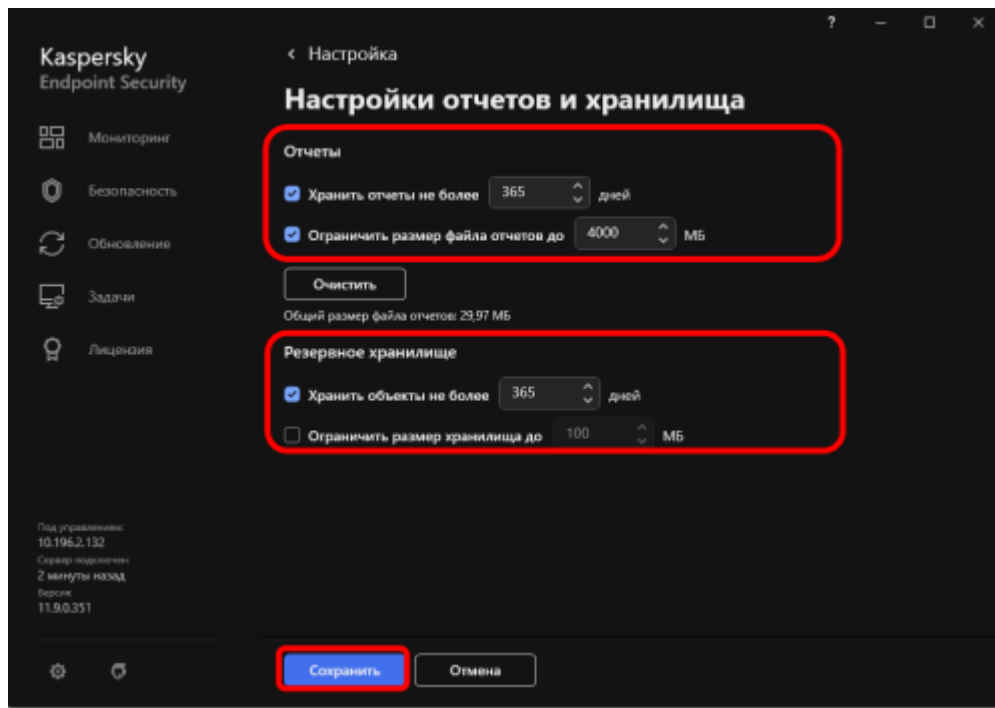 ?
Kaspersky
Endpoint Security
Мониторинг
Безопасность
Обновление
Задачи
Лицензия
Под управлением:
10.196.2.132
Сервер подключен:
2 минуты назад
Версия:
11.9.0.351
Настройка
Настройки отчетов и хранилища
Отчеты
Хранить отчеты не более 365 дней
Ограничить размер файла отчетов до 4000 МБ
Очистить
Общий размер файла отчетов: 29,97 МБ
Резервное хранилище
Хранить объекты не более 365 дней
Ограничить размер хранилища до 100 МБ
Сохранить Отмена